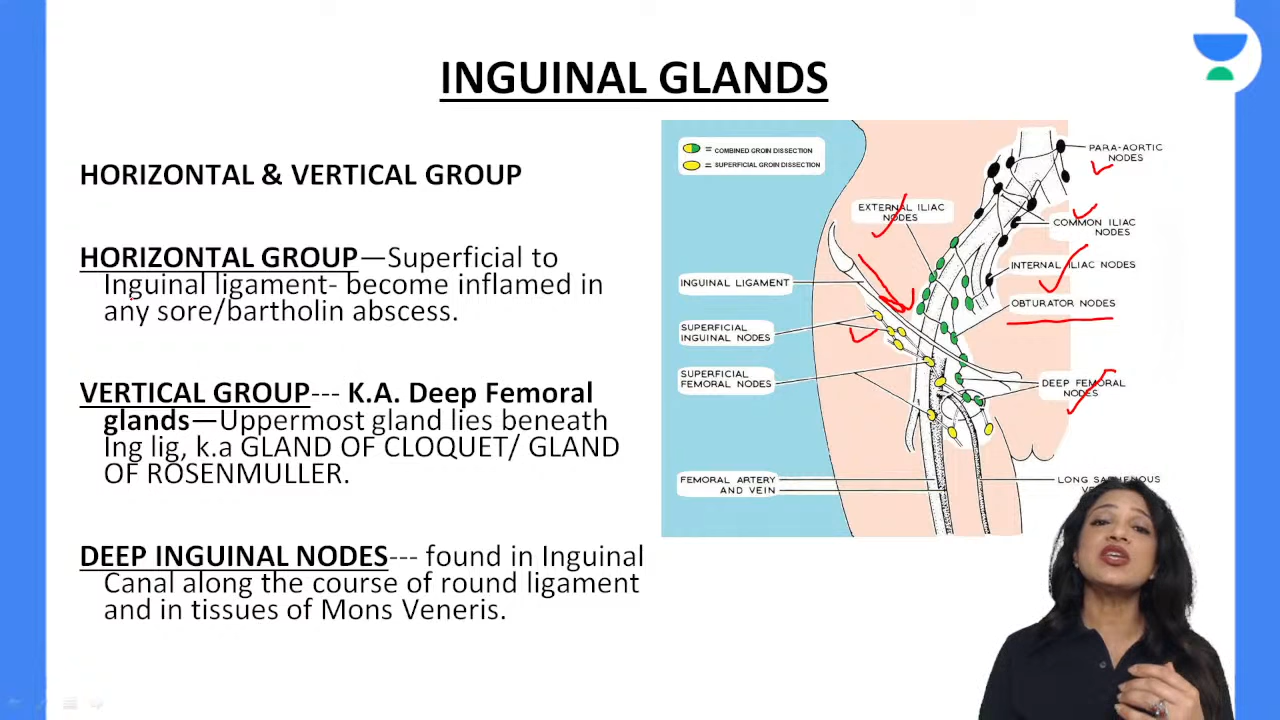 INGUINAL GLANDS
HORIZONTAL & VERTICAL GROUP
HORIZONTAL GROUP—Superficial to
Inguinal ligament- become inflamed in
any sore/bartholin abscess.
VERTICAL GROUP--- K.A. Deep Femoral
glands—Uppermost gland lies beneath
Ing lig, k.a GLAND OF CLOQUET/ GLAND
OF ROSENMULLER.
DEEP INGUINAL NODES--- found in Inguinal
Canal along the course of round ligament
and in tissues of Mons Veneris.
= COMBINED GROIN DISSECTION
= SUPERFICIAL GROIN DISSECTION
PARA-AORTIC
NODES
EXTERNAL ILIAC
NODES
COMMON ILIAC
NODES
INTERNAL ILIAC NODES
INGUINAL LIGAMENT
OBTURATOR NODES
SUPERFICIAL
INGUINAL NODES
SUPERFICIAL
FEMORAL NODES
DEEP FEMORAL
NODES
FEMORAL ARTERY
AND VEIN
LONG SAPHENOUS